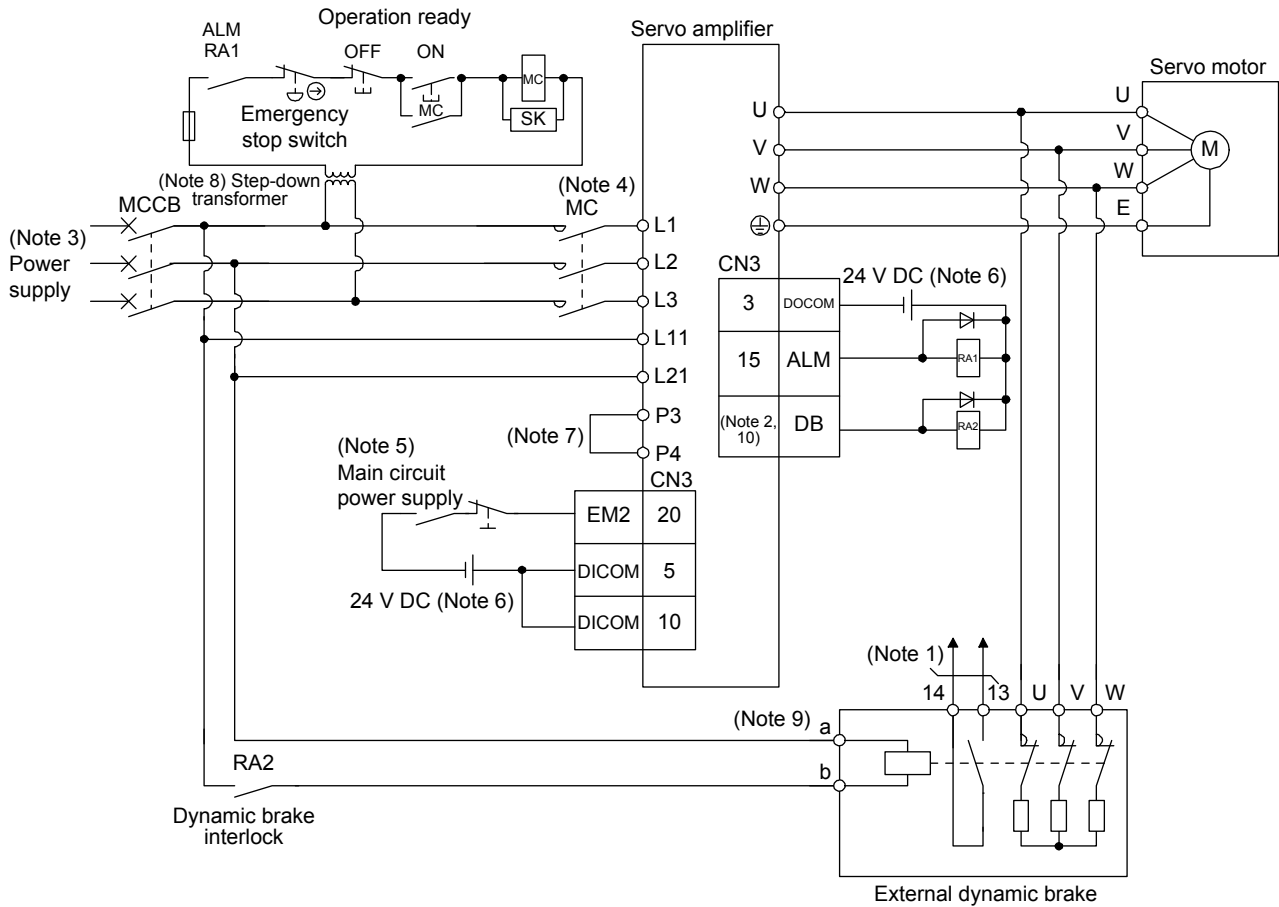 Operation ready
ALM
RA1
OFF
ON
MC
MC
SK
Emergency
stop switch
(Note 8) Step-down
transformer
MCCB
(Note 3)
Power
supply
(Note 4)
MC
Servo amplifier
L1
L2
L3
L11
L21
P3
P4
(Note 7)
U
V
W
Servo motor
U
V
W
E
M
CN3
3 DOCOM
15 ALM
(Note 2, 10) DB
24 V DC (Note 6)
RA1
RA2
(Note 5)
Main circuit
power supply
CN3
EM2 20
DICOM 5
DICOM 10
24 V DC (Note 6)
(Note 1)
14
13
U
V
W
(Note 9)
a
b
RA2
Dynamic brake
interlock
External dynamic brake